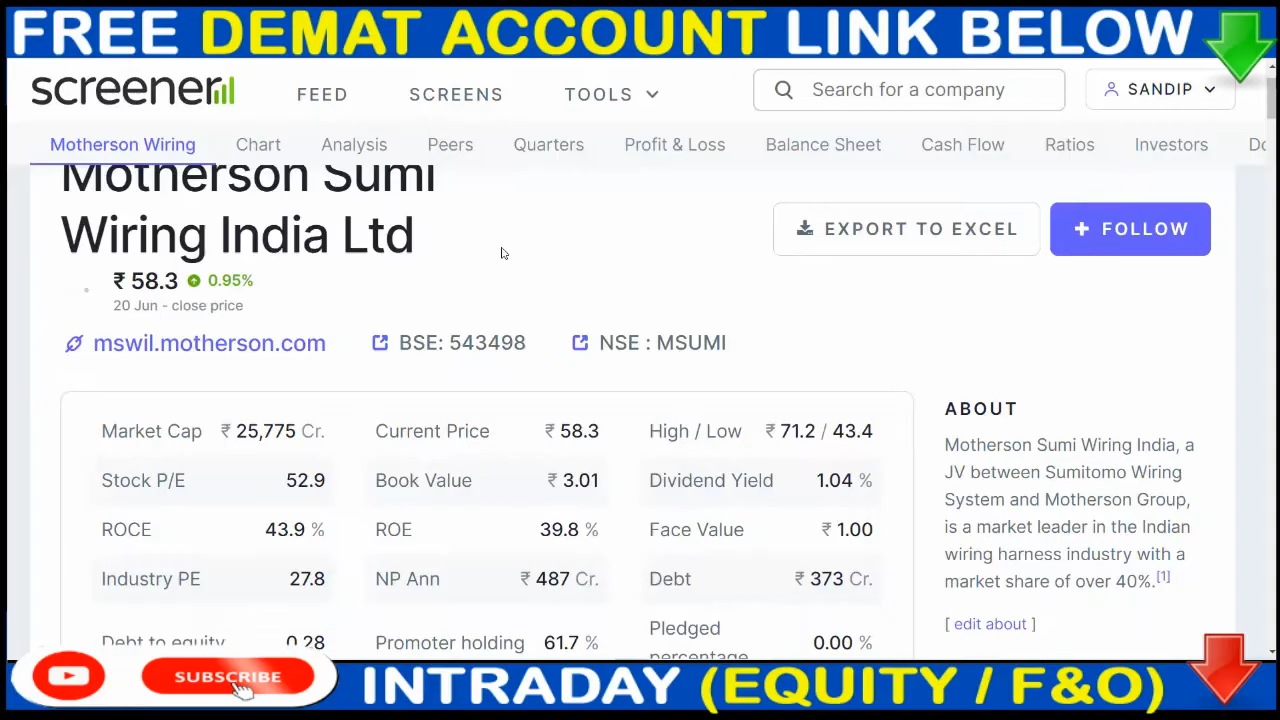 FREE DEMAT ACCOUNT LINK BELOW
screener
FEED
SCREENS
TOOLS
Search for a company
SANDIP
Motherson Wiring
Chart
Analysis
Peers
Quarters
Profit & Loss
Balance Sheet
Cash Flow
Ratios
Investors
Do
Motherson Sumi
Wiring India Ltd
EXPORT TO EXCEL
+ FOLLOW
₹ 58.3 0.95%
20 Jun - close price
mswil.motherson.com
BSE: 543498
NSE : MSUMI
Market Cap ₹ 25,775 Cr.
Current Price ₹ 58.3
High / Low ₹ 71.2 / 43.4
Stock P/E 52.9
Book Value ₹ 3.01
Dividend Yield 1.04 %
ROCE 43.9 %
ROE 39.8 %
Face Value ₹ 1.00
Industry PE 27.8
NP Ann ₹ 487 Cr.
Debt ₹ 373 Cr.
Debt to equity 0.28
Promoter holding 61.7 %
Pledged
percentage 0.00 %
ABOUT
Motherson Sumi Wiring India, a
JV between Sumitomo Wiring
System and Motherson Group,
is a market leader in the Indian
wiring harness industry with a
market share of over 40%.[1]
[ edit about ]
SUBSCRIBE
INTRADAY (EQUITY / F&O)